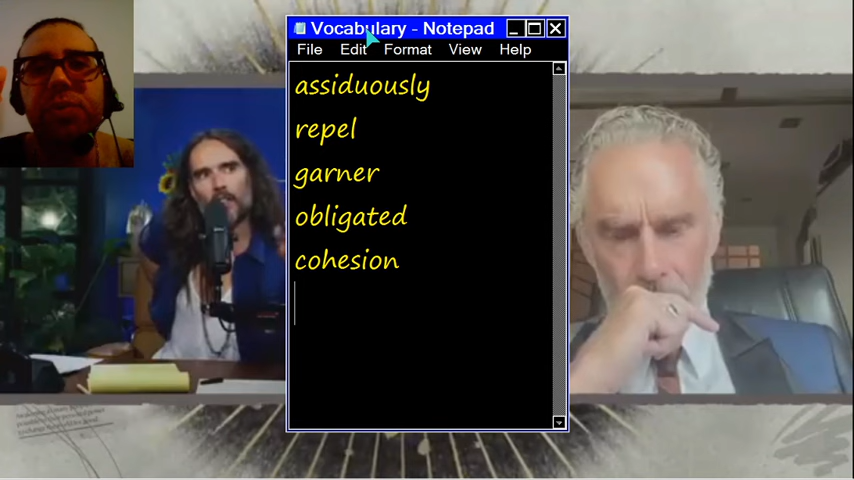 Vocabulary - Notepad
File Edit Format View Help
assiduously
repel
garner
obligated
cohesion